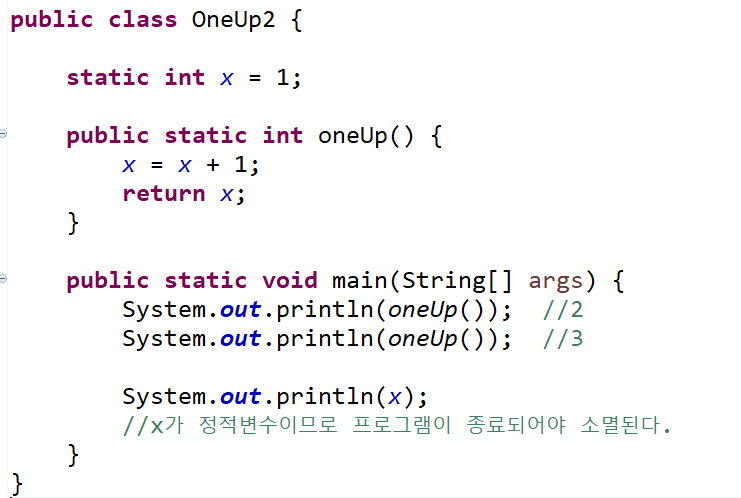 public class OneUp2 {
static int x = 1;
public static int oneUp() {
x = x + 1;
return x;
}
public static void main(String[] args) {
System.out.println(oneUp());  //2
System.out.println(oneUp());  //3
System.out.println(x);
//x가 정적변수이므로 프로그램이 종료되어야 소멸된다.
}
}